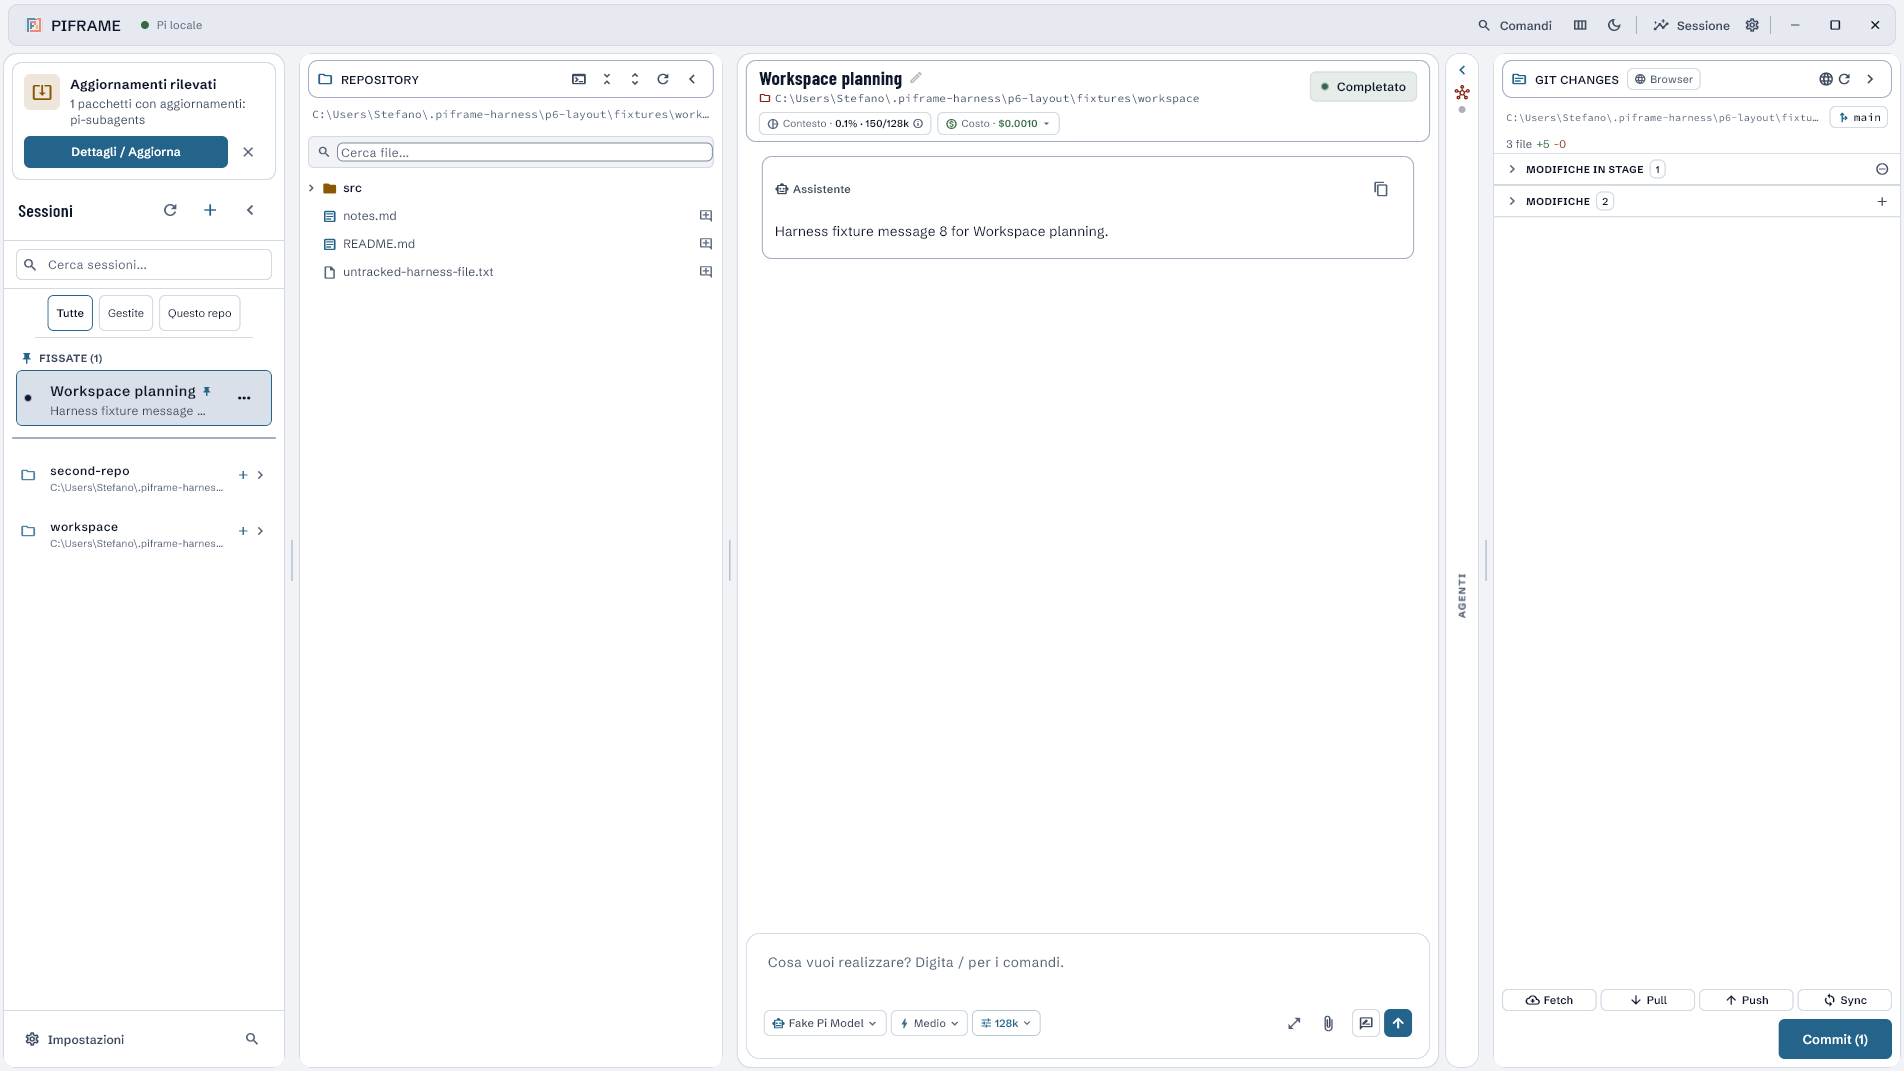 PIFRAME
Pi locale
Comandi
Sessione
Aggiornamenti rilevati
1 pacchetti con aggiornamenti:
pi-subagents
Dettagli / Aggiorna
Sessioni
Cerca sessioni...
Tutte
Gestite
Questo repo
FISSATE (1)
Workspace planning
Harness fixture message ...
second-repo
C:\Users\Stefano\.piframe-harnes...
workspace
C:\Users\Stefano\.piframe-harnes...
Impostazioni
REPOSITORY
C:\Users\Stefano\.piframe-harness\p6-layout\fixtures\work...
Cerca file...
src
notes.md
README.md
untracked-harness-file.txt
Workspace planning
C:\Users\Stefano\.piframe-harness\p6-layout\fixtures\workspace
Contesto · 0.1% · 150/128k
Costo · $0.0010
Completato
Assistente
Harness fixture message 8 for Workspace planning.
Cosa vuoi realizzare? Digita / per i comandi.
Fake Pi Model
Medio
128k
AGENTI
GIT CHANGES
Browser
C:\Users\Stefano\.piframe-harness\p6-layout\fixtu...
main
3 file +5 -0
MODIFICHE IN STAGE 1
MODIFICHE 2
Fetch
Pull
Push
Sync
Commit (1)